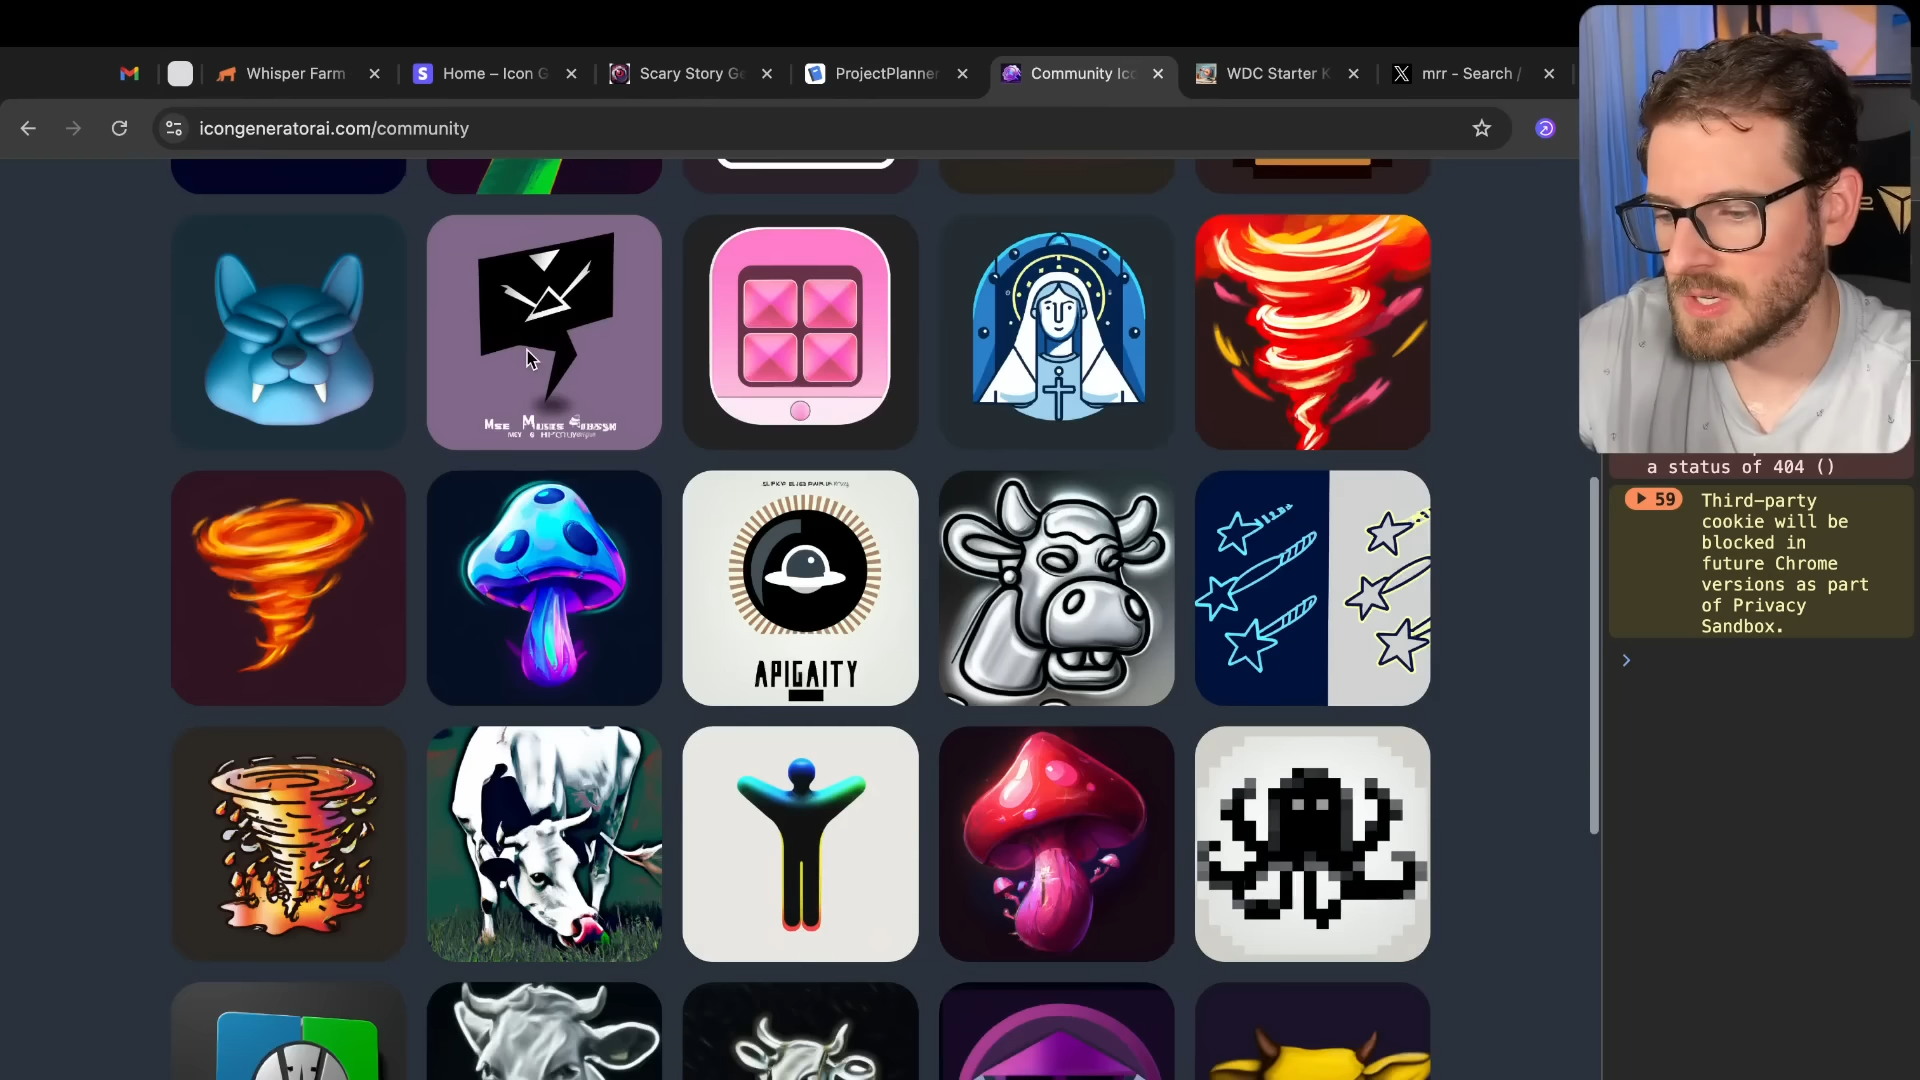 Whisper Farm
Home – Icon G
Scary Story Ge
ProjectPlanner
Community Ico
WDC Starter K
mrr - Search /
icongeneratorai.com/community
APIGAITY
a status of 404 ()
59
Third-party
cookie will be
blocked in
future Chrome
versions as part
of Privacy
Sandbox.